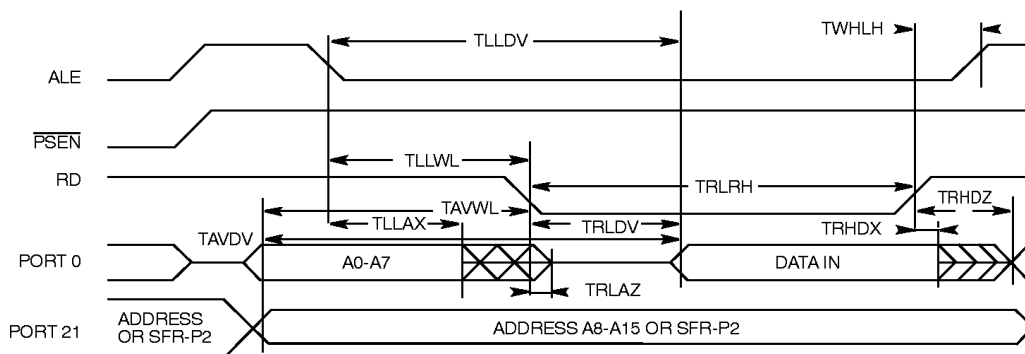 TLLDV
TWHLH
ALE
PSEN
TLLWL
RD
TRLRH
TAVWL
TRHDZ
TLLAX
TRLDV
TRHDX
TAVDV
PORT 0
A0-A7
DATA IN
TRLAZ
ADDRESS
OR SFR-P2
PORT 21
ADDRESS A8-A15 OR SFR-P2